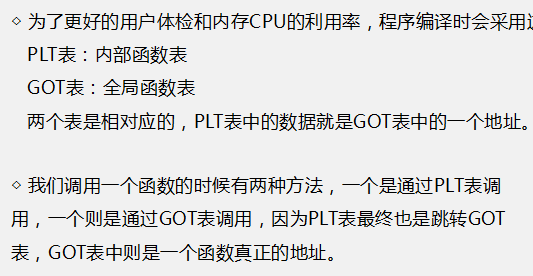 ◇ 为了更好的用户体检和内存CPU的利用率，程序编译时会采用
PLT表：内部函数表
GOT表：全局函数表
两个表是相对应的，PLT表中的数据就是GOT表中的一个地址。
◇ 我们调用一个函数的时候有两种方法，一个是通过PLT表调
用，一个则是通过GOT表调用，因为PLT表最终也是跳转GOT
表，GOT表中则是一个函数真正的地址。